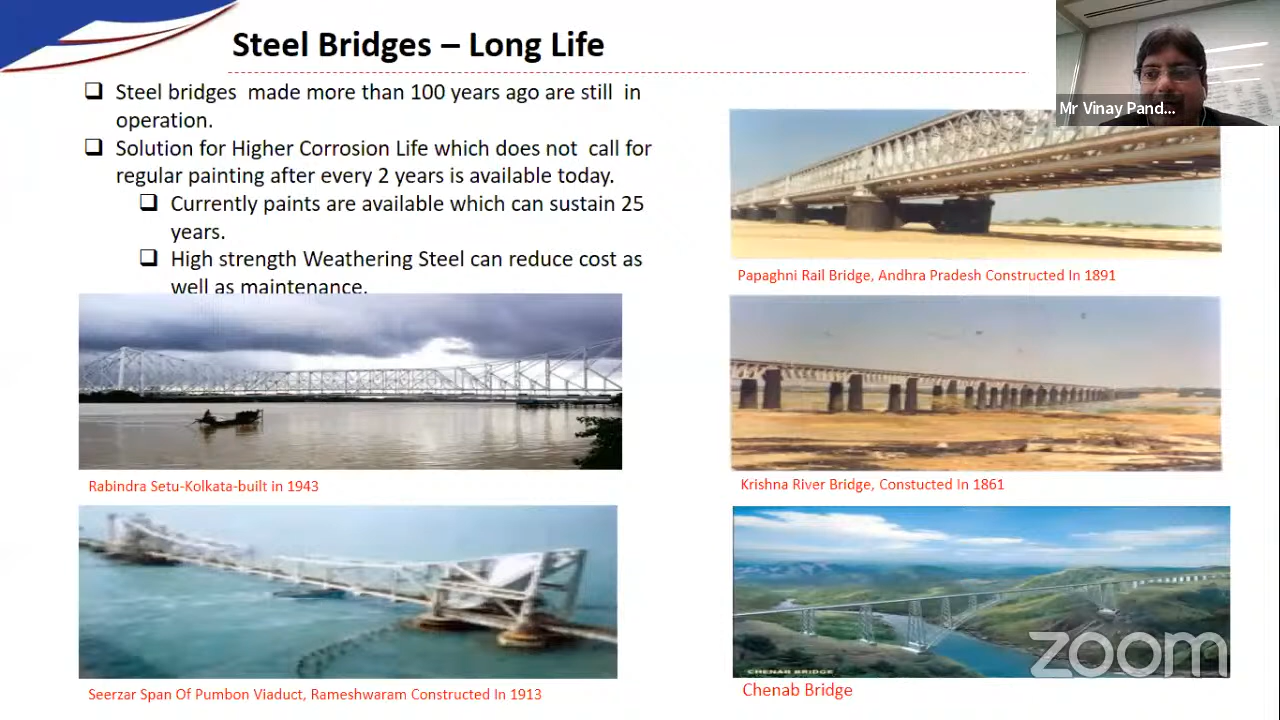 Steel Bridges – Long Life
Mr Vinay Pand...
❑ Steel bridges made more than 100 years ago are still in
operation.
❑ Solution for Higher Corrosion Life which does not call for
regular painting after every 2 years is available today.
❑ Currently paints are available which can sustain 25
years.
❑ High strength Weathering Steel can reduce cost as
well as maintenance.
Papaghni Rail Bridge, Andhra Pradesh Constructed In 1891
Rabindra Setu-Kolkata-built in 1943
Krishna River Bridge, Constucted In 1861
Seerzar Span Of Pumbon Viaduct, Rameshwaram Constructed In 1913
CHENAB BRIDGE
zoom
Chenab Bridge